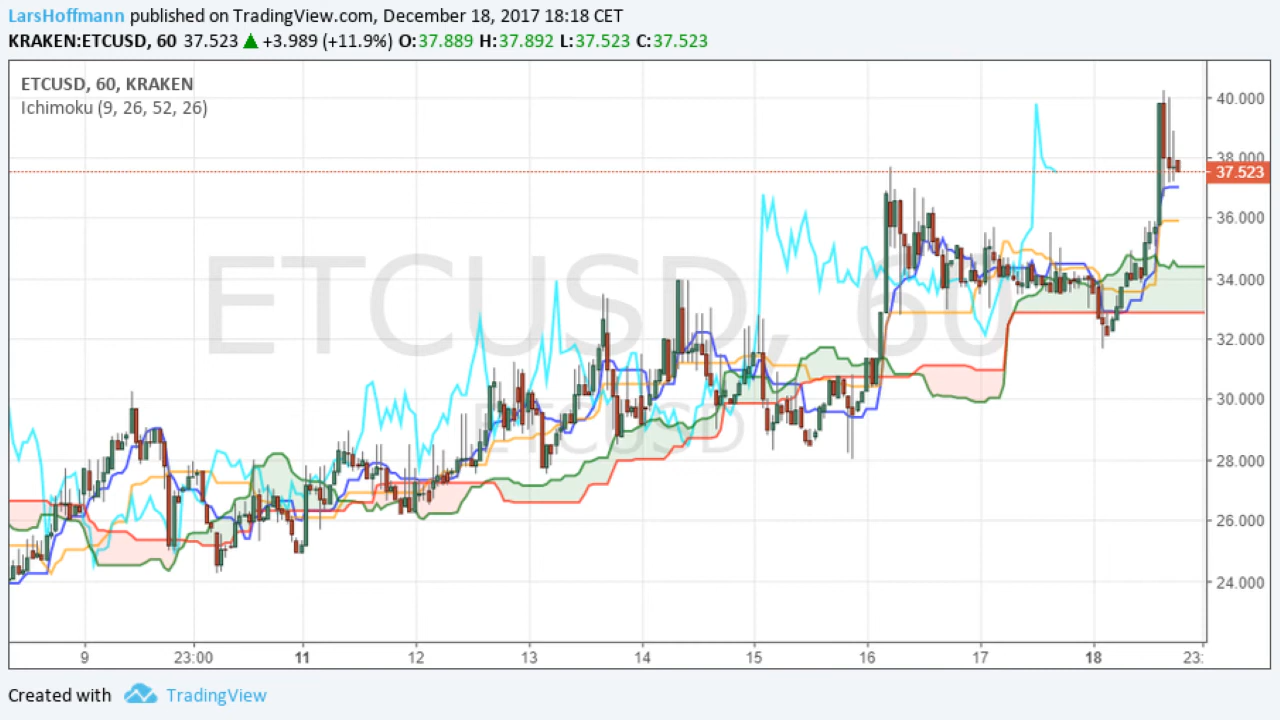 LarsHoffmann published on TradingView.com, December 18, 2017 18:18 CET
KRAKEN:ETCUSD, 60 37.523 ▲ +3.989 (+11.9%) O:37.889 H:37.892 L:37.523 C:37.523
ETCUSD, 60, KRAKEN
Ichimoku (9, 26, 52, 26)
ETCUSD, 60
ETCUSD
40.000
38.000
37.523
36.000
34.000
32.000
30.000
28.000
26.000
24.000
9 23:00 11 12 13 14 15 16 17 18 23:
Created with TradingView